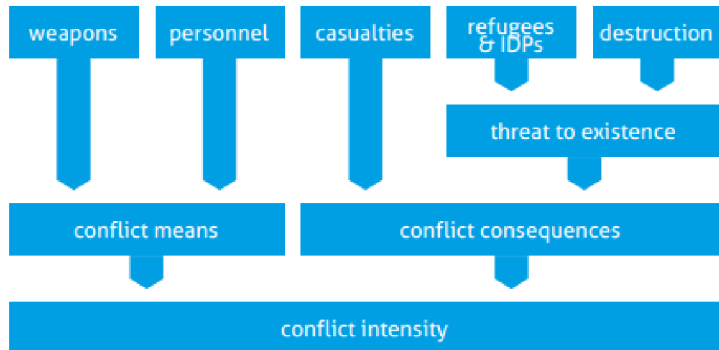 weapons
personnel
casualties
refugees
& IDPs
destruction
threat to existence
conflict means
conflict consequences
conflict intensity